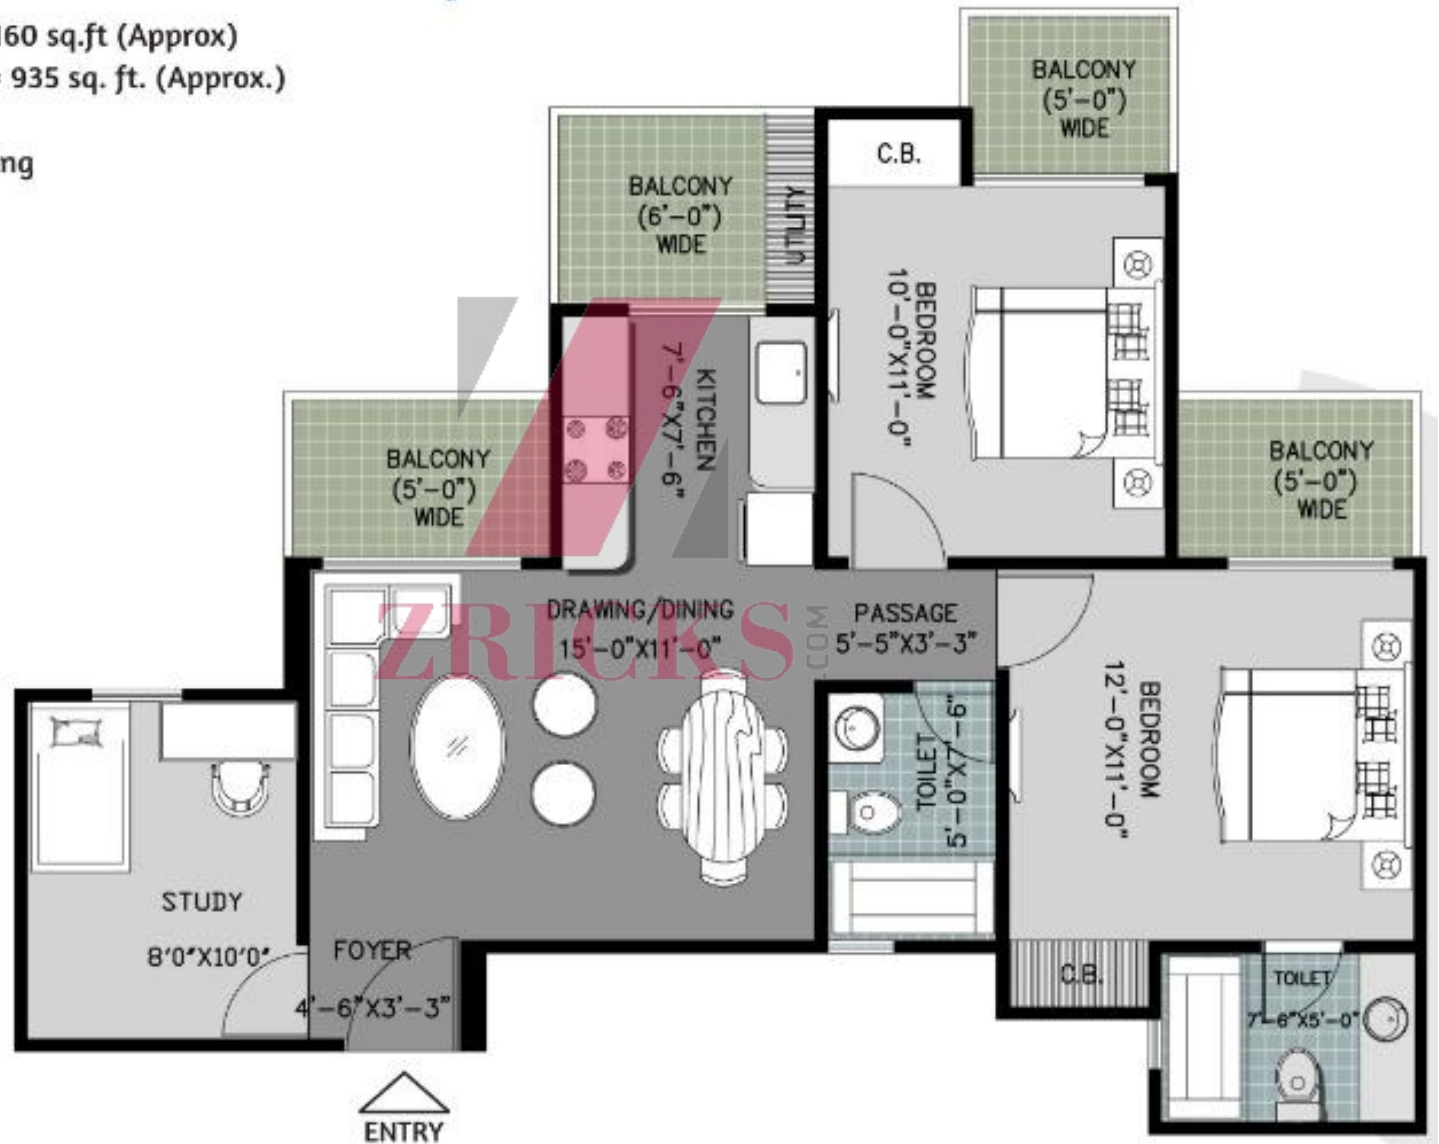 160 sq.ft (Approx)
935 sq. ft. (Approx.)
BALCONY
(5'-0")
WIDE
C.B.
BALCONY
(6'-0")
WIDE
UTILITY
BEDROOM
10'-0"X11'-0"
KITCHEN
7'-6"X7'-6"
BALCONY
(5'-0")
WIDE
BALCONY
(5'-0")
WIDE
DRAWING/DINING
15'-0"X11'-0"
PASSAGE
5'-5"X3'-3"
ZRICKS
.COM
TOILET
5'-0"X7'-6"
BEDROOM
12'-0"X11'-0"
STUDY
8'0"X10'0"
FOYER
4'-6"X3'-3"
C.B.
TOILET
7'-6"X5'-0"
ENTRY